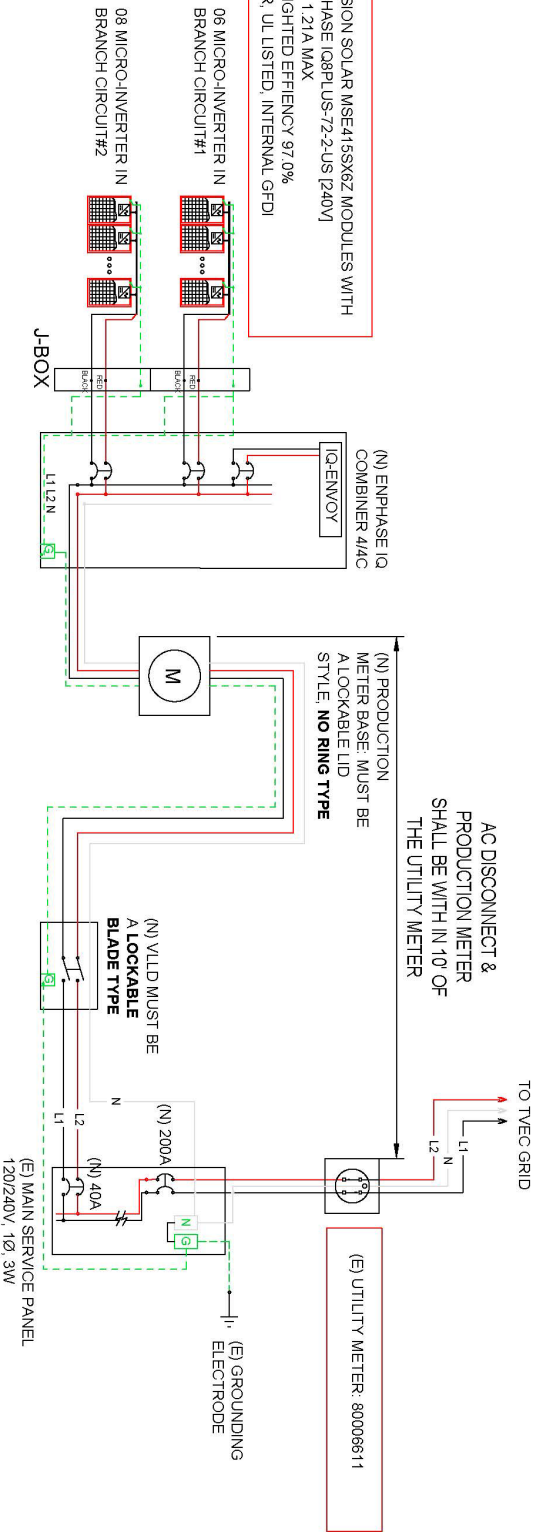 SION SOLAR MSE415SX6Z MODULES WITH
HASE IQ8PLUS-72-2-US [240V]
1.21A MAX
IGHTED EFFIENCY 97.0%
R, UL LISTED, INTERNAL GFDI
06 MICRO-INVERTER IN
BRANCH CIRCUIT#1
08 MICRO-INVERTER IN
BRANCH CIRCUIT#2
BLACK
RED
BLACK
RED
J-BOX
(N) ENPHASE IQ
COMBINER 4/4C
IQ-ENVOY
L1 L2 N
G
(N) PRODUCTION
METER BASE: MUST BE
A LOCKABLE LID
STYLE, NO RING TYPE
M
AC DISCONNECT &
PRODUCTION METER
SHALL BE WITH IN 10' OF
THE UTILITY METER
(N) VLLD MUST BE
A LOCKABLE
BLADE TYPE
G
N
L2
L1
TO TVEC GRID
L1
N
L2
(N) 200A
(N) 40A
N
G
(E) MAIN SERVICE PANEL
120/240V, 1Ø, 3W
(E) UTILITY METER: 80006611
(E) GROUNDING
ELECTRODE